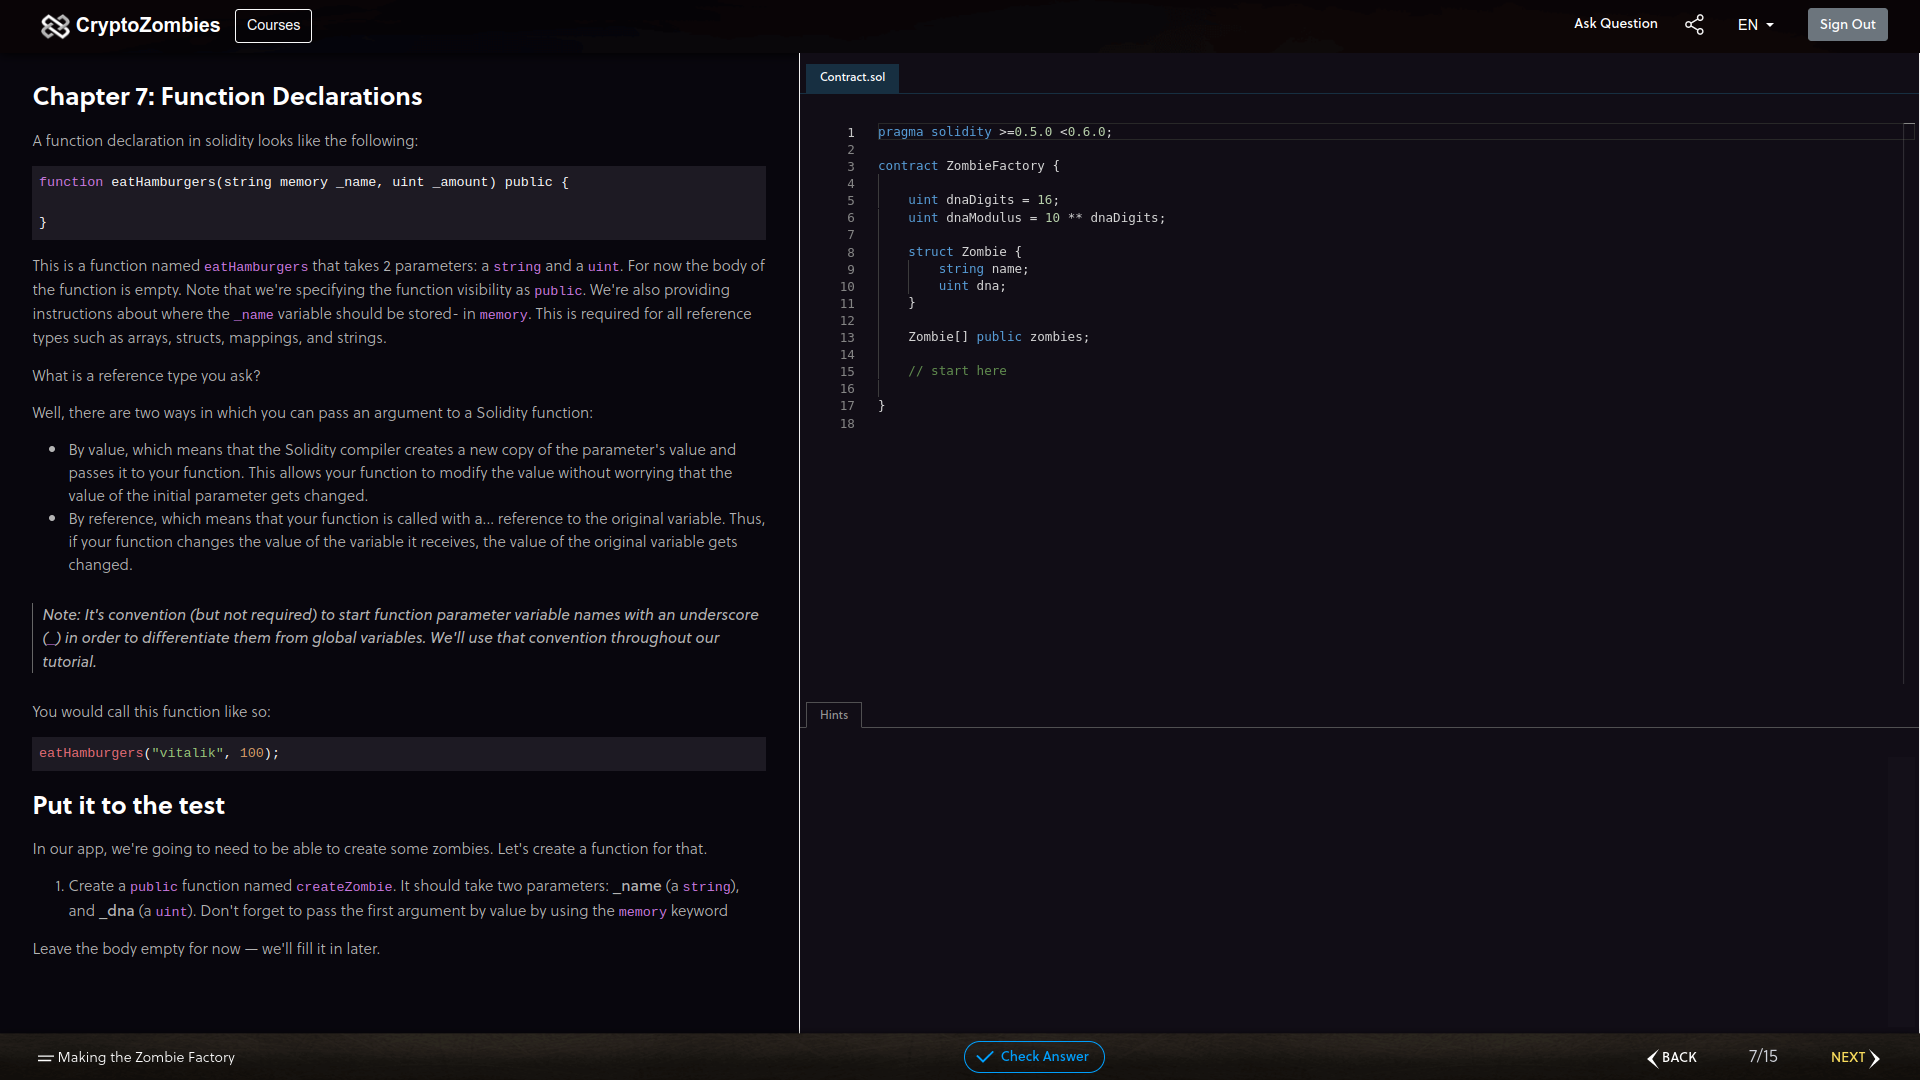 CryptoZombies
Courses
Ask Question
EN
Sign Out
Chapter 7: Function Declarations
A function declaration in solidity looks like the following:
function eatHamburgers(string memory _name, uint _amount) public {
}
This is a function named eatHamburgers that takes 2 parameters: a string and a uint. For now the body of
the function is empty. Note that we're specifying the function visibility as public. We're also providing
instructions about where the _name variable should be stored- in memory. This is required for all reference
types such as arrays, structs, mappings, and strings.
What is a reference type you ask?
Well, there are two ways in which you can pass an argument to a Solidity function:
• By value, which means that the Solidity compiler creates a new copy of the parameter's value and
passes it to your function. This allows your function to modify the value without worrying that the
value of the initial parameter gets changed.
• By reference, which means that your function is called with a... reference to the original variable. Thus,
if your function changes the value of the variable it receives, the value of the original variable gets
changed.
Note: It's convention (but not required) to start function parameter variable names with an underscore
(_) in order to differentiate them from global variables. We'll use that convention throughout our
tutorial.
You would call this function like so:
eatHamburgers("vitalik", 100);
Put it to the test
In our app, we're going to need to be able to create some zombies. Let's create a function for that.
1. Create a public function named createZombie. It should take two parameters: _name (a string),
and _dna (a uint). Don't forget to pass the first argument by value by using the memory keyword
Leave the body empty for now — we'll fill it in later.
Contract.sol
1 pragma solidity >=0.5.0 <0.6.0;
2
3 contract ZombieFactory {
4
5 uint dnaDigits = 16;
6 uint dnaModulus = 10 ** dnaDigits;
7
8 struct Zombie {
9 string name;
10 uint dna;
11 }
12
13 Zombie[] public zombies;
14
15 // start here
16
17 }
18
Hints
Making the Zombie Factory
Check Answer
BACK
7/15
NEXT